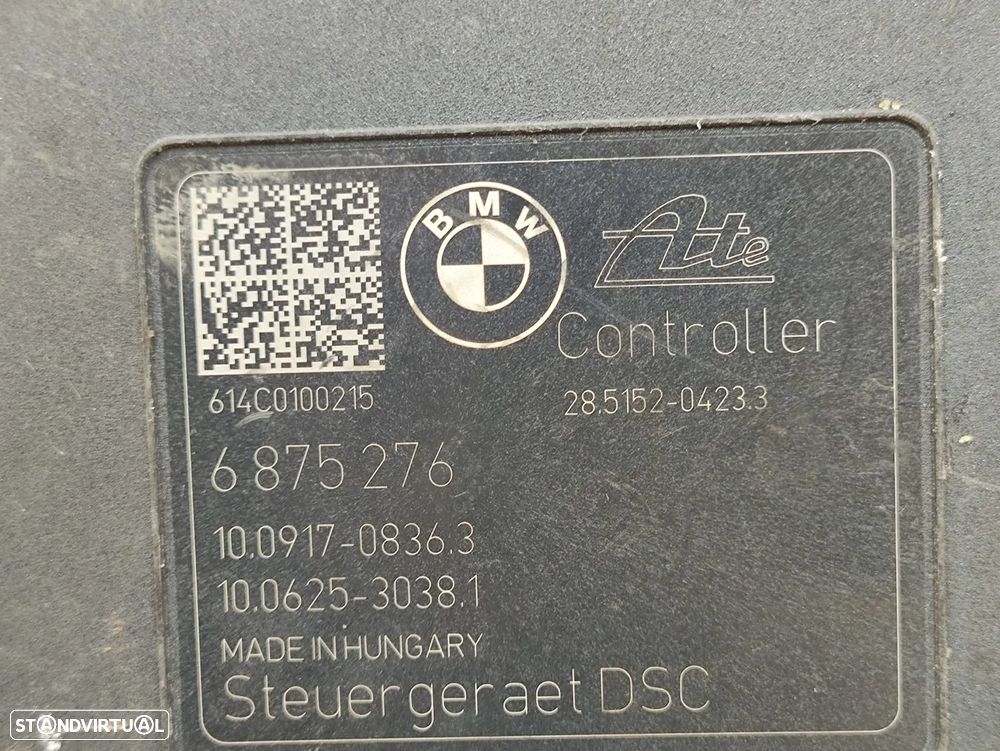 BMW
Ate
Controller
614C0100215
28.5152-0423.3
6 875 276
10.0917-0836.3
10.0625-3038.1
MADE IN HUNGARY
Steuergeraet DSC
STANDVIRTUAL